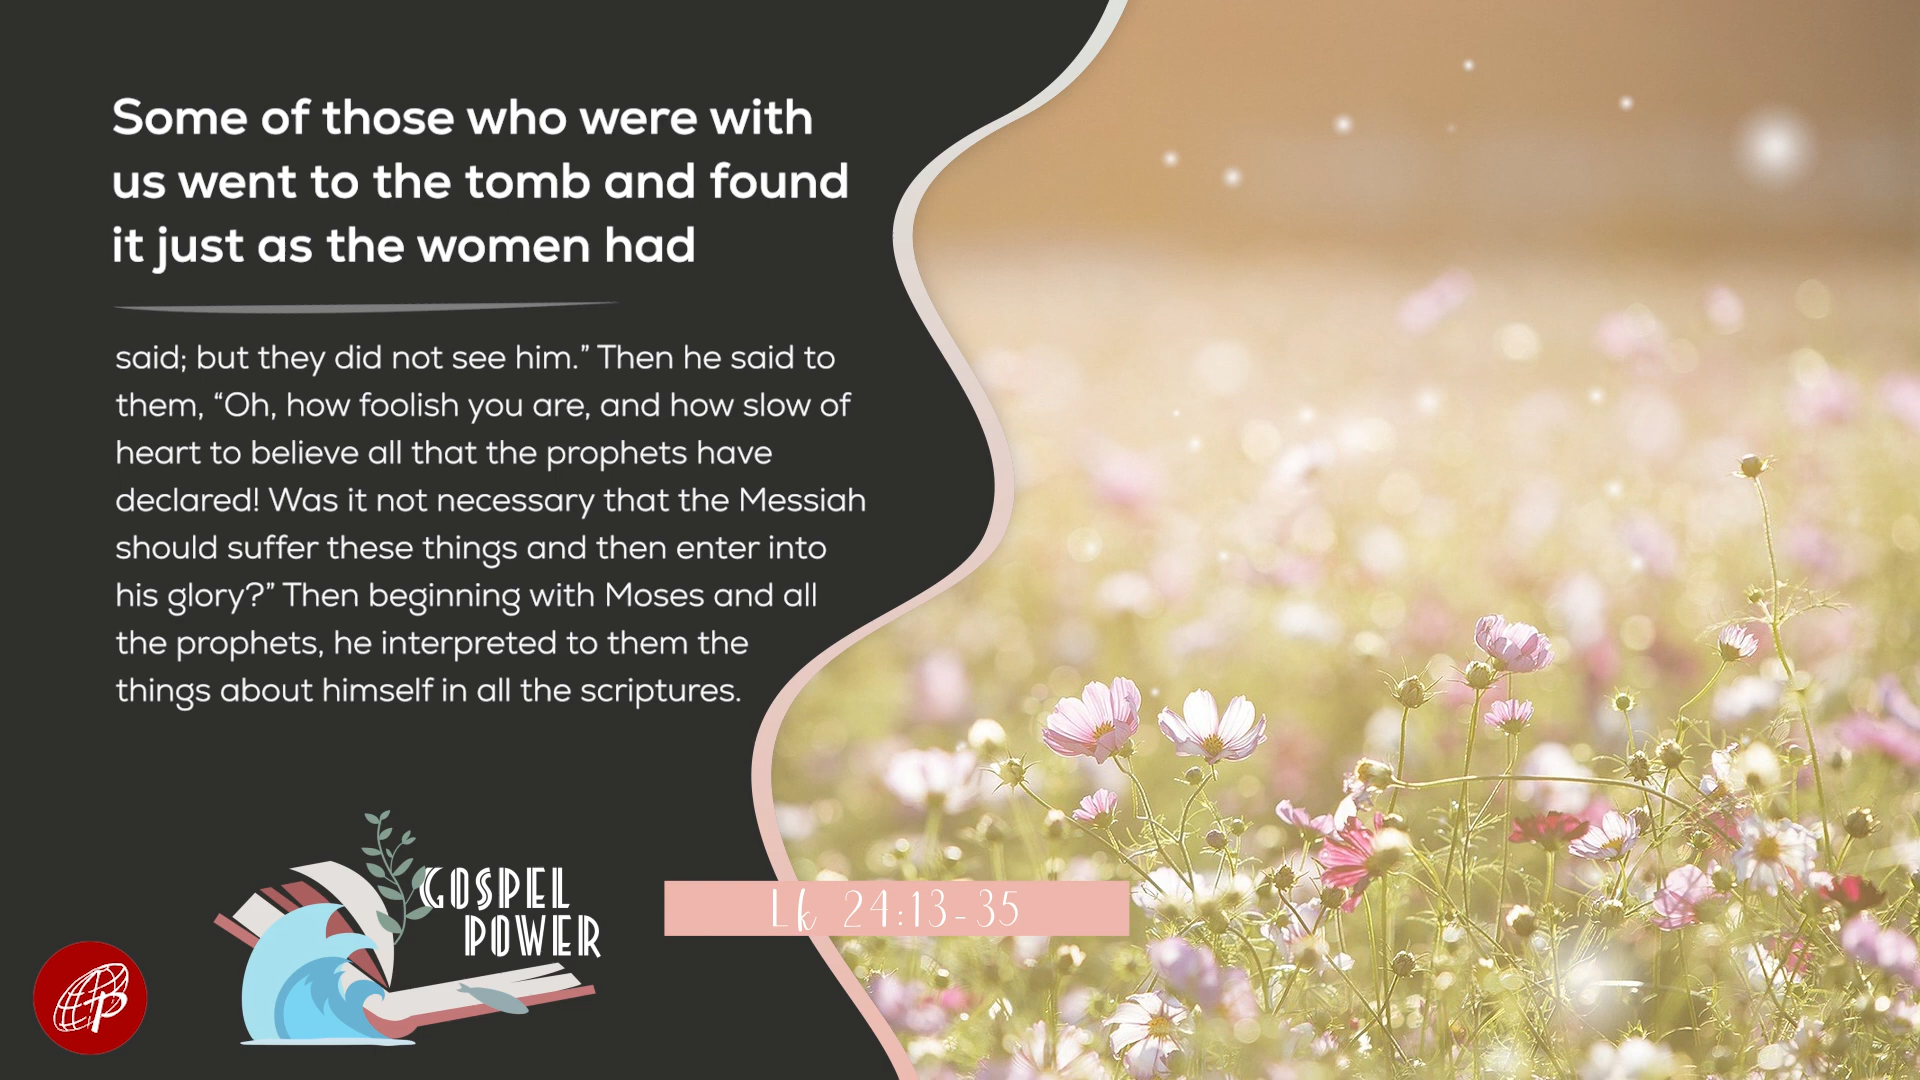 Some of those who were with
us went to the tomb and found
it just as the women had
said; but they did not see him.” Then he said to
them, “Oh, how foolish you are, and how slow of
heart to believe all that the prophets have
declared! Was it not necessary that the Messiah
should suffer these things and then enter into
his glory?” Then beginning with Moses and all
the prophets, he interpreted to them the
things about himself in all the scriptures.
GOSPEL
POWER
Lk 24:13-35